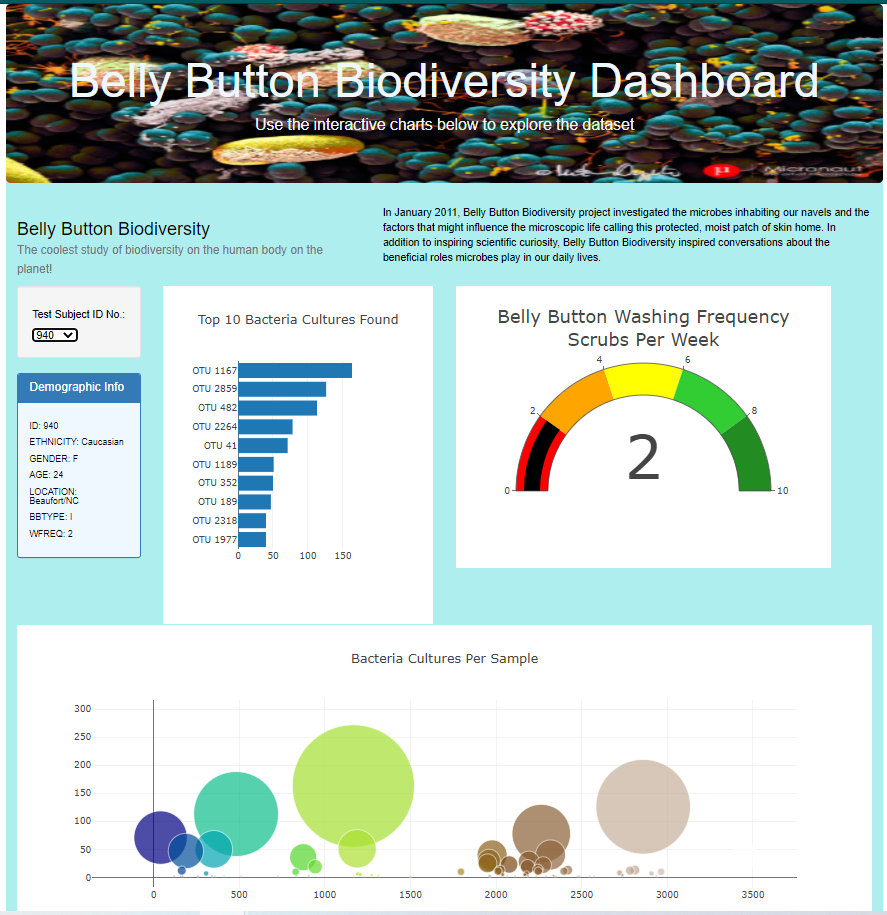 Belly Button Biodiversity Dashboard
Use the interactive charts below to explore the dataset
Micronaut
Belly Button Biodiversity
The coolest study of biodiversity on the human body on the
planet!
In January 2011, Belly Button Biodiversity project investigated the microbes inhabiting our navels and the
factors that might influence the microscopic life calling this protected, moist patch of skin home. In
addition to inspiring scientific curiosity, Belly Button Biodiversity inspired conversations about the
beneficial roles microbes play in our daily lives.
Test Subject ID No.:
940
Demographic Info
ID: 940
ETHNICITY: Caucasian
GENDER: F
AGE: 24
LOCATION:
Beaufort/NC
BBTYPE: I
WFREQ: 2
Top 10 Bacteria Cultures Found
OTU 1167
OTU 2859
OTU 482
OTU 2264
OTU 41
OTU 1189
OTU 352
OTU 189
OTU 2318
OTU 1977
0 50 100 150
Belly Button Washing Frequency
Scrubs Per Week
4 6
2 8
2
0 10
Bacteria Cultures Per Sample
300
250
200
150
100
50
0
0 500 1000 1500 2000 2500 3000 3500